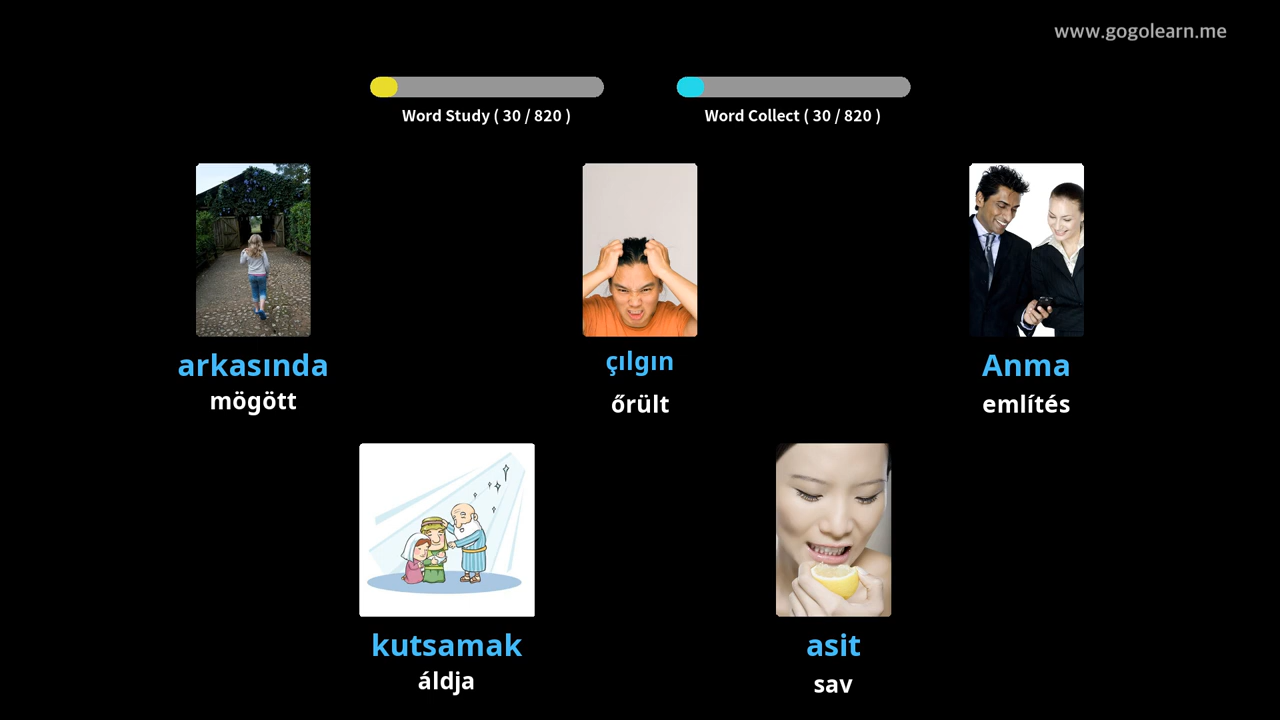 www.gogolearn.me
Word Study ( 30 / 820 )
Word Collect ( 30 / 820 )
arkasında
mögött
çılgın
őrült
Anma
említés
kutsamak
áldja
asit
sav